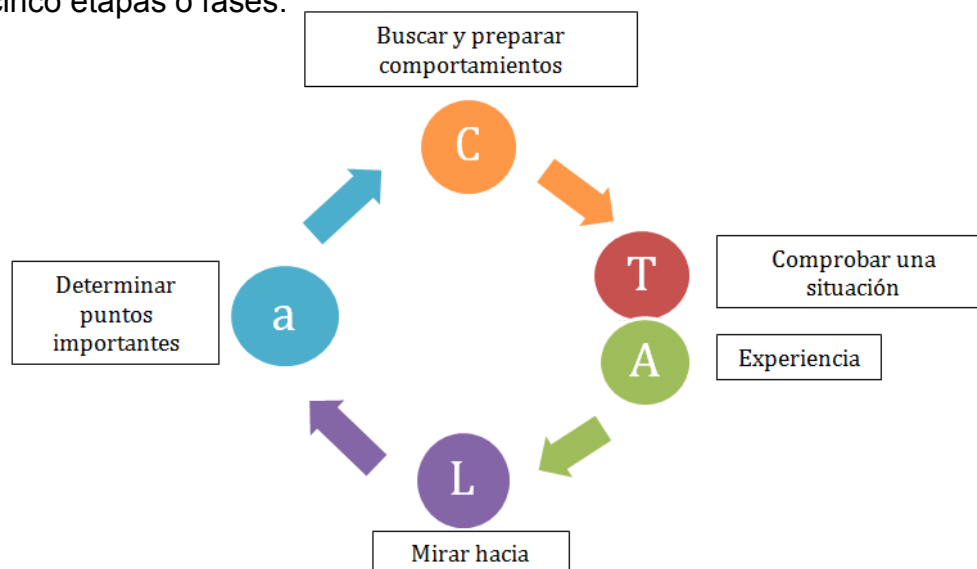 cinco etapas o fases:
Buscar y preparar
comportamientos
C
T
Comprobar una
situación
A
Experiencia
L
Mirar hacia
a
Determinar
puntos
importantes